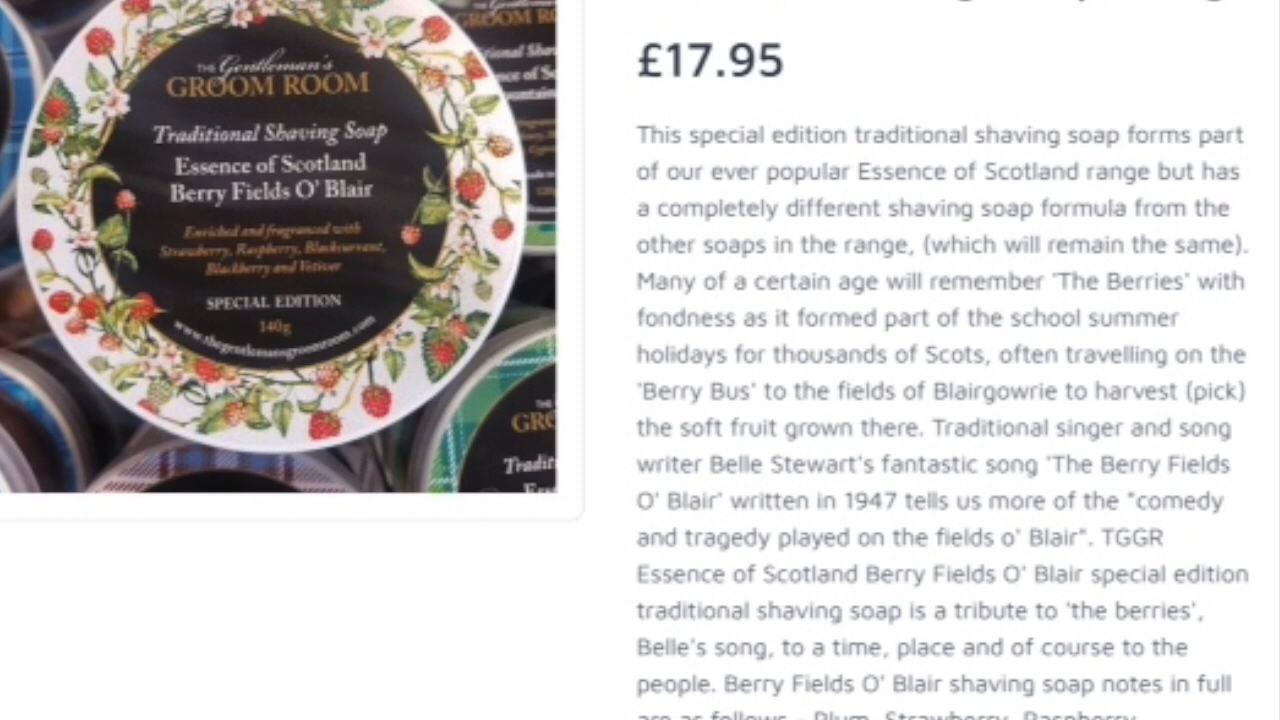 THE Gentleman's
GROOM ROOM
Traditional Shaving Soap
Essence of Scotland
Berry Fields O' Blair
Enriched and fragranced with
Strawberry, Raspberry, Blackcurrant,
Blackberry and Vetiver
SPECIAL EDITION
140g
www.thegentlemansgroomroom.com
GROOM RO
THE
GRO
Tradit
£17.95
This special edition traditional shaving soap forms part
of our ever popular Essence of Scotland range but has
a completely different shaving soap formula from the
other soaps in the range, (which will remain the same).
Many of a certain age will remember 'The Berries' with
fondness as it formed part of the school summer
holidays for thousands of Scots, often travelling on the
'Berry Bus' to the fields of Blairgowrie to harvest (pick)
the soft fruit grown there. Traditional singer and song
writer Belle Stewart's fantastic song 'The Berry Fields
O' Blair' written in 1947 tells us more of the "comedy
and tragedy played on the fields o' Blair". TGGR
Essence of Scotland Berry Fields O' Blair special edition
traditional shaving soap is a tribute to 'the berries',
Belle's song, to a time, place and of course to the
people. Berry Fields O' Blair shaving soap notes in full
are as follows - Plum, Strawberry, Raspberry,